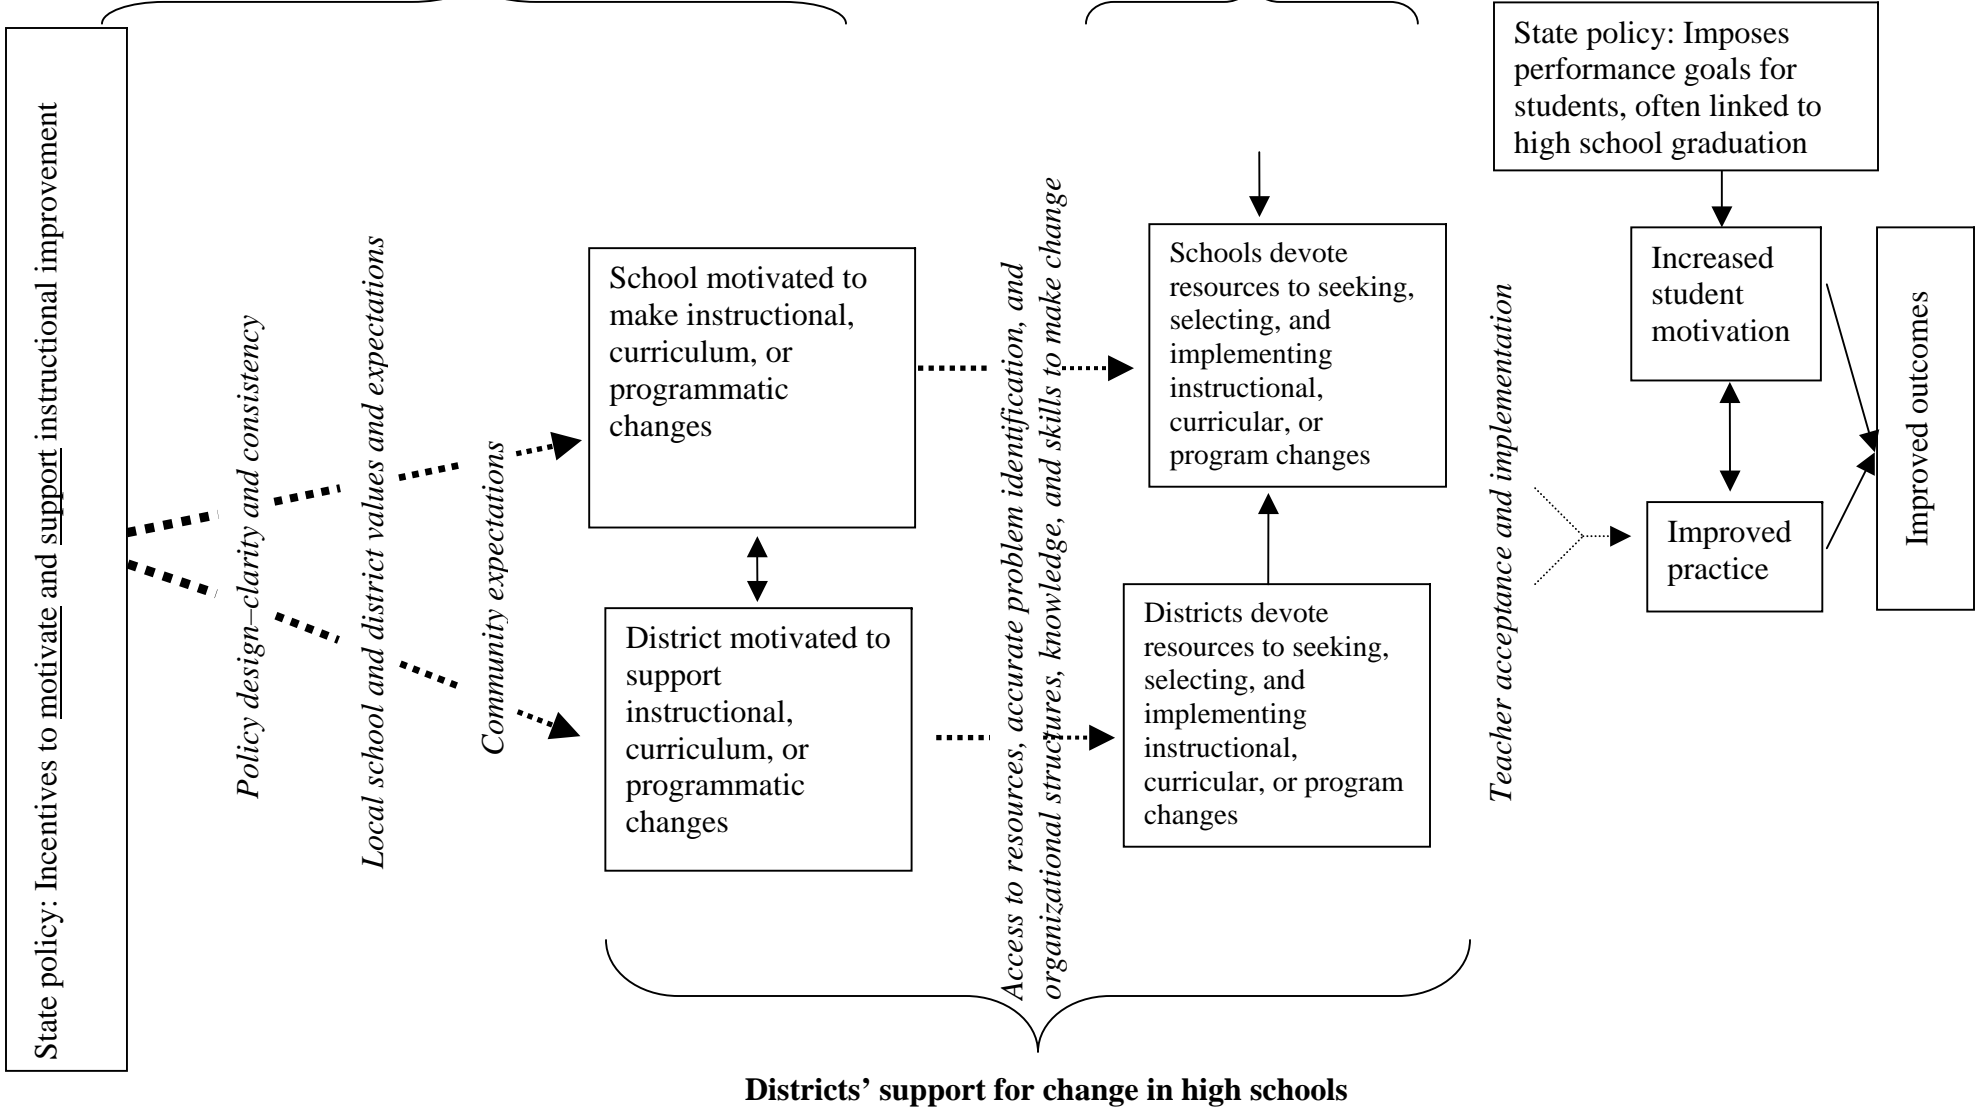 State policy: Incentives to motivate and support instructional improvement
Policy design–clarity and consistency
Local school and district values and expectations
Community expectations
School motivated to
make instructional,
curriculum, or
programmatic
changes
District motivated to
support
instructional,
curriculum, or
programmatic
changes
Access to resources, accurate problem identification, and
organizational structures, knowledge, and skills to make change
Schools devote
resources to seeking,
selecting, and
implementing
instructional,
curricular, or
program changes
Districts devote
resources to seeking,
selecting, and
implementing
instructional,
curricular, or program
changes
Teacher acceptance and implementation
State policy: Imposes
performance goals for
students, often linked to
high school graduation
Increased
student
motivation
Improved
practice
Improved outcomes
Districts’ support for change in high schools